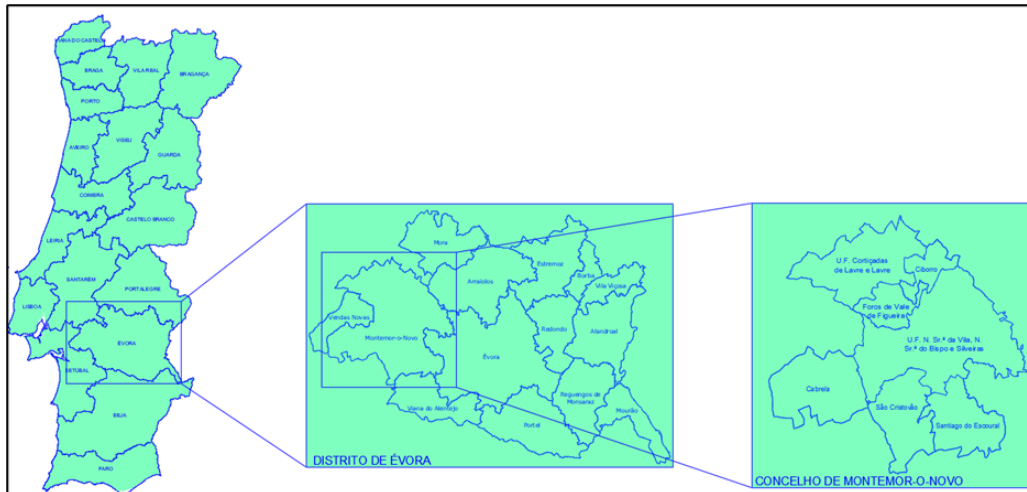 VIANA DO CASTELO
BRAGA
VILA REAL
BRAGANÇA
PORTO
AVEIRO
VISEU
GUARDA
COIMBRA
CASTELO BRANCO
LEIRIA
SANTARÉM
PORTALEGRE
LISBOA
ÉVORA
SETÚBAL
BEJA
FARO
Mora
Estremoz
Arraiolos
Borba
Vila Viçosa
Vendas Novas
Montemor-o-Novo
Redondo
Alandroal
Évora
Viana do Alentejo
Reguengos de
Monsaraz
Portel
Mourão
DISTRITO DE ÉVORA
U.F. Cortiçadas
de Lavre e Lavre
Ciborro
Foros de Vale
de Figueira
U.F. N. Srª. da Vila, N.
Srª. do Bispo e Silveiras
Cabrela
São Cristovão
Santiago do Escoural
CONCELHO DE MONTEMOR-O-NOVO